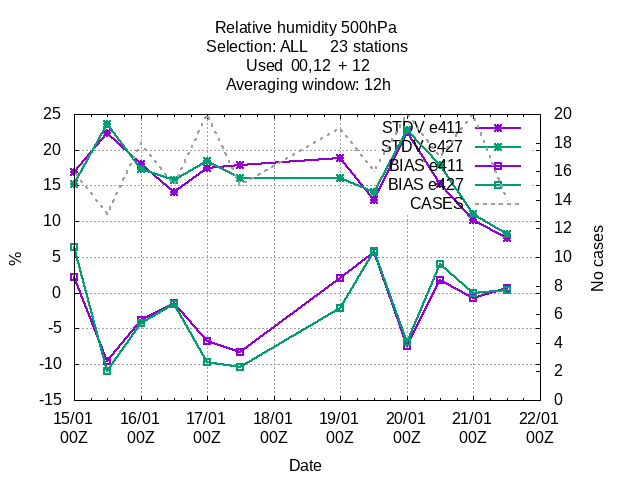 Relative humidity 500hPa
Selection: ALL 23 stations
Used 00,12 + 12
Averaging window: 12h
25
20
15
10
5
0
-5
-10
-15
%
20
18
16
14
12
10
8
6
4
2
0
No cases
STDV e411
STDV e427
BIAS e411
BIAS e427
CASES
15/01 16/01 17/01 18/01 19/01 20/01 21/01 22/01
00Z 00Z 00Z 00Z 00Z 00Z 00Z 00Z
Date